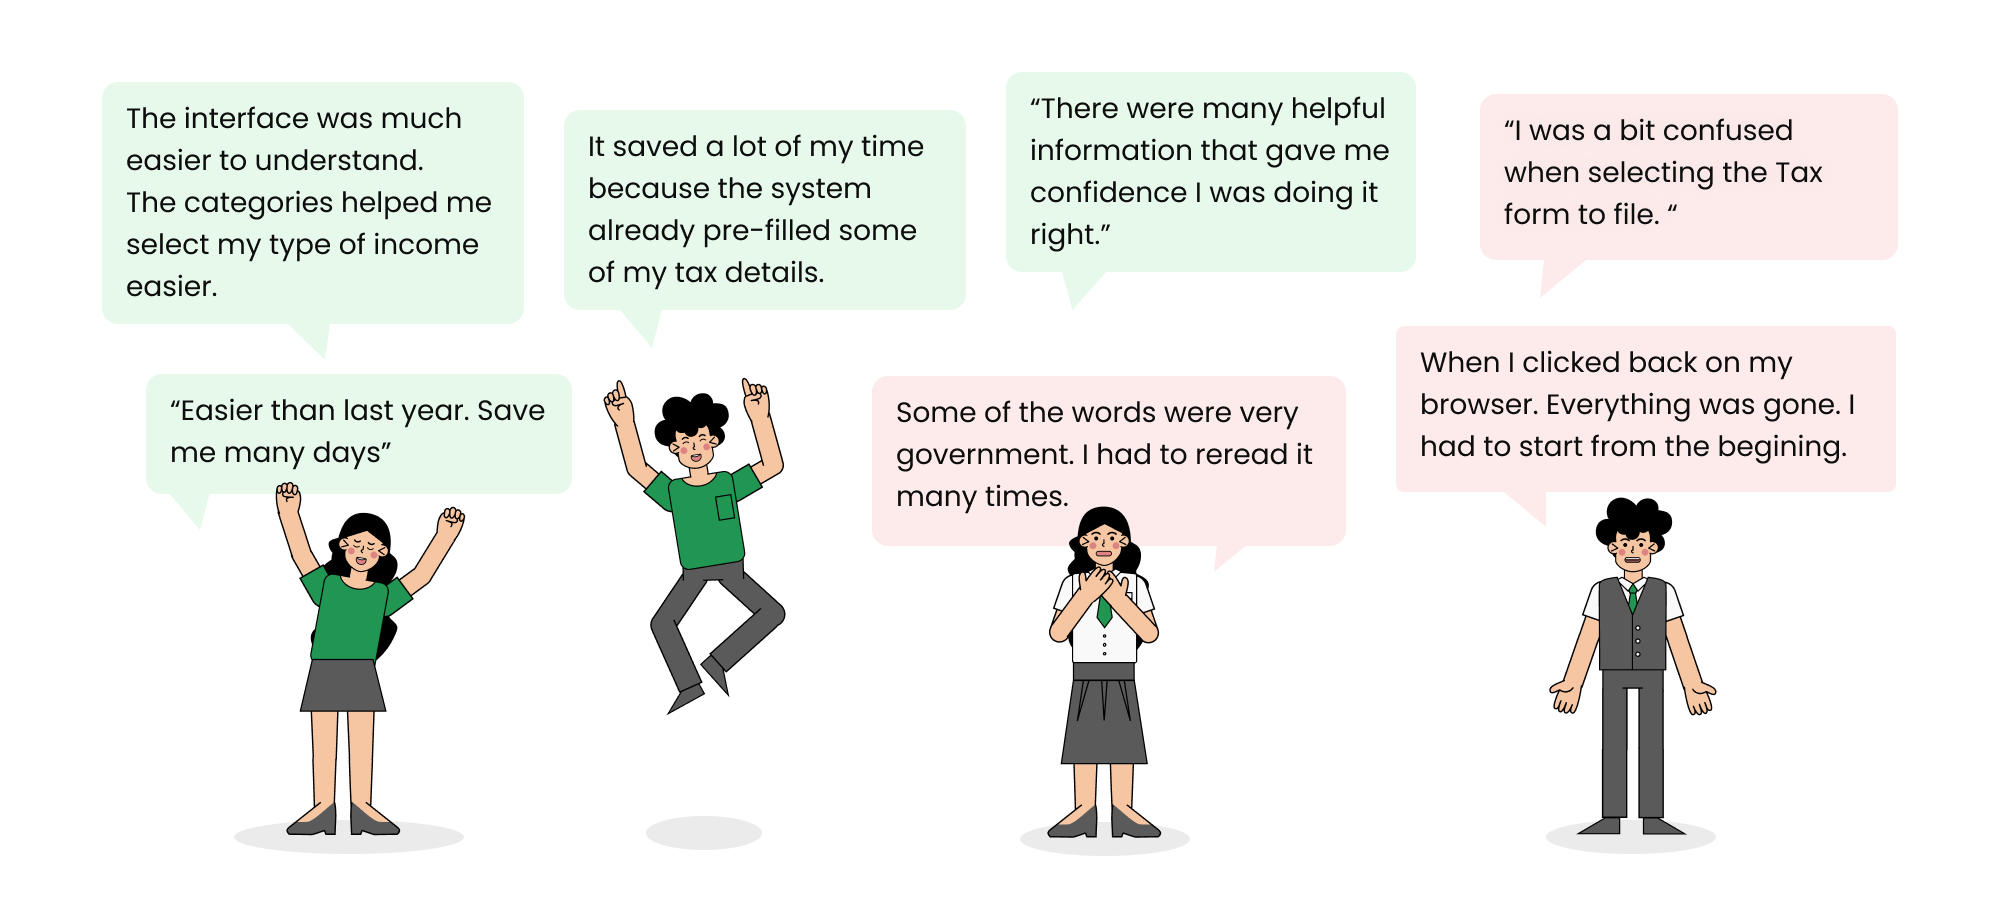 The interface was much
easier to understand.
The categories helped me
select my type of income
easier.
It saved a lot of my time
because the system
already pre-filled some
of my tax details.
“There were many helpful
information that gave me
confidence I was doing it
right.”
“I was a bit confused
when selecting the Tax
form to file. “
“Easier than last year. Save
me many days”
Some of the words were very
government. I had to reread it
many times.
When I clicked back on my
browser. Everything was gone. I
had to start from the begining.